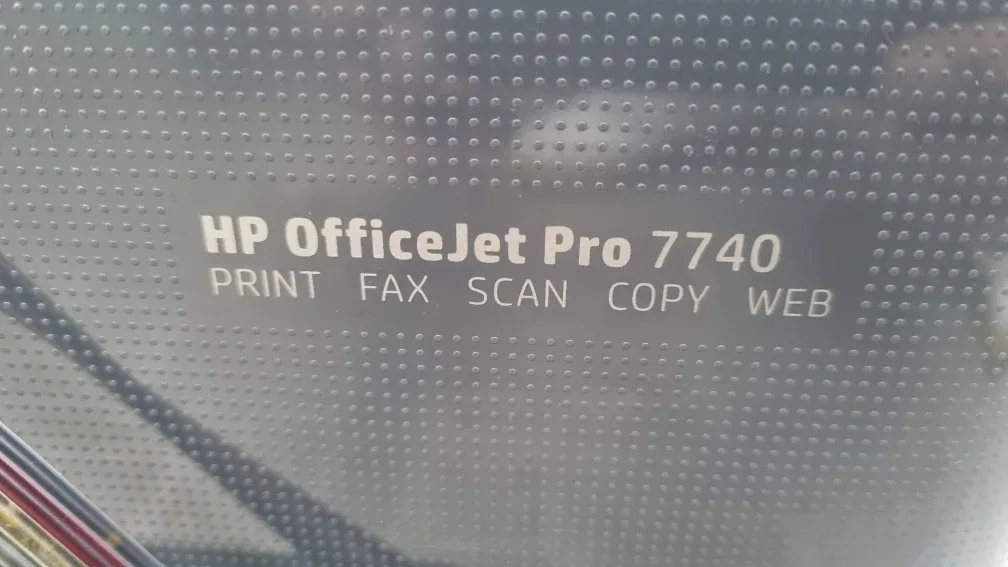 HP OfficeJet Pro 7740
PRINT FAX SCAN COPY WEB